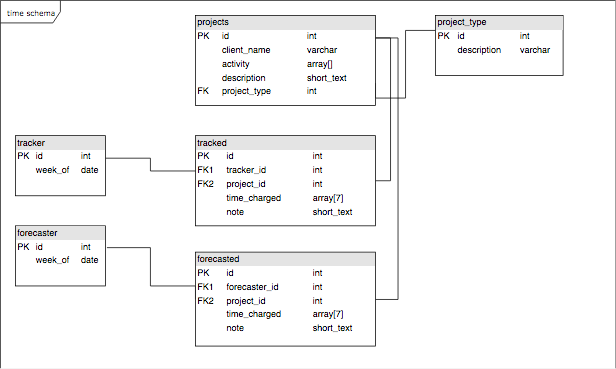 time schema
projects
PK id int
client_name varchar
activity array[]
description short_text
FK project_type int
project_type
PK id int
description varchar
tracker
PK id int
week_of date
tracked
PK id int
FK1 tracker_id int
FK2 project_id int
time_charged array[7]
note short_text
forecaster
PK id int
week_of date
forecasted
PK id int
FK1 forecaster_id int
FK2 project_id int
time_charged array[7]
note short_text